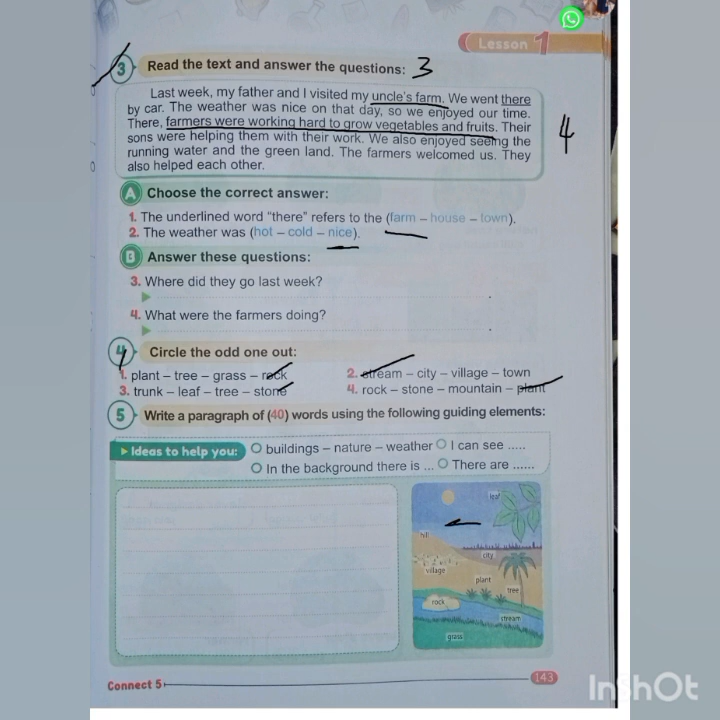 Lesson 1
3 Read the text and answer the questions: 3
Last week, my father and I visited my uncle's farm. We went there
by car. The weather was nice on that day, so we enjoyed our time.
There, farmers were working hard to grow vegetables and fruits. Their
sons were helping them with their work. We also enjoyed seeing the
running water and the green land. The farmers welcomed us. They
also helped each other.
4
A Choose the correct answer:
1. The underlined word "there" refers to the (farm – house – town).
2. The weather was (hot – cold – nice).
B Answer these questions:
3. Where did they go last week?
4. What were the farmers doing?
4 Circle the odd one out:
1. plant – tree – grass – rock
2. stream – city – village – town
3. trunk – leaf – tree – stone
4. rock – stone – mountain – plant
5 Write a paragraph of (40) words using the following guiding elements:
Ideas to help you:
buildings – nature – weather
I can see .....
In the background there is ...
There are ......
leaf
hill
city
village
plant
tree
rock
stream
grass
Connect 5
143
InShOt